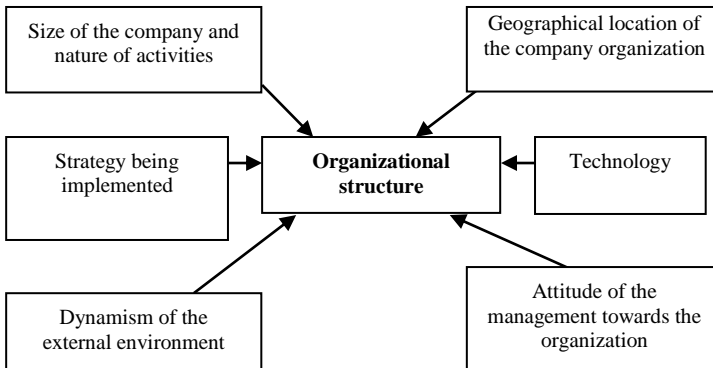 Size of the company and
nature of activities
Geographical location of
the company organization
Strategy being
implemented
Organizational
structure
Technology
Dynamism of the
external environment
Attitude of the
management towards the
organization